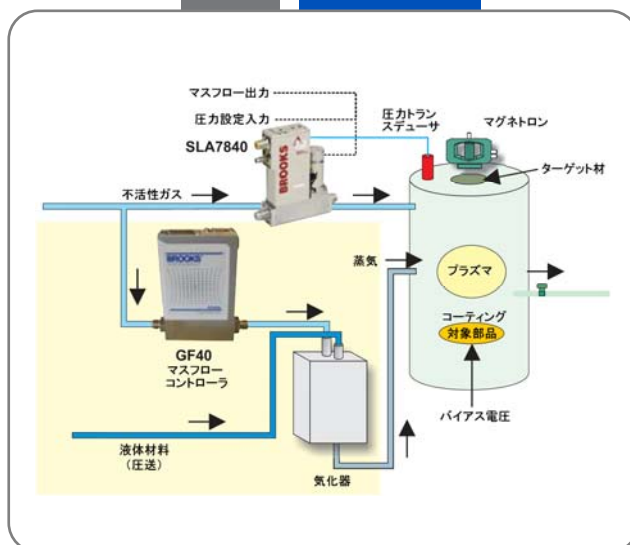 マスフロー出力
圧力設定入力
SLA7840
圧力トラン
スデューサ
マグネトロン
ターゲット材
BROOKS
不活性ガス
BROOKS
蒸気
プラズマ
コーティング
対象部品
GF40
マスフロー
コントローラ
バイアス電圧
液体材料
(圧送)
気化器